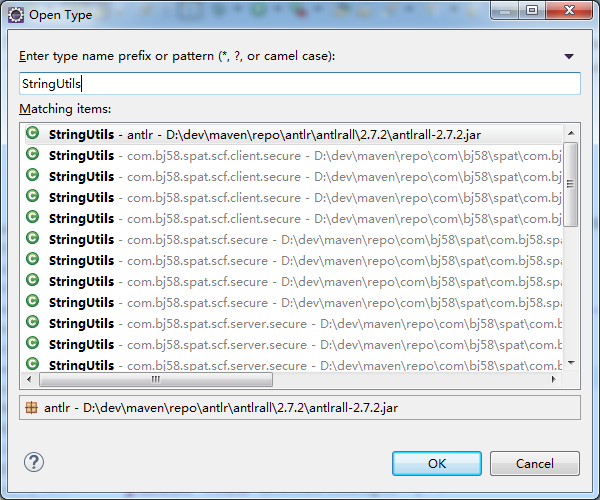 Open Type
Enter type name prefix or pattern (*, ?, or camel case):
StringUtils
Matching items:
StringUtils - antlr - D:\dev\maven\repo\antlr\antlrall\2.7.2\antlrall-2.7.2.jar
StringUtils - com.bj58.spat.scf.client.secure - D:\dev\maven\repo\com\bj58\spat\com.bj
StringUtils - com.bj58.spat.scf.client.secure - D:\dev\maven\repo\com\bj58\spat\com.bj
StringUtils - com.bj58.spat.scf.client.secure - D:\dev\maven\repo\com\bj58\spat\com.bj
StringUtils - com.bj58.spat.scf.client.secure - D:\dev\maven\repo\com\bj58\spat\com.bj
StringUtils - com.bj58.spat.scf.secure - D:\dev\maven\repo\com\bj58\spat\com.bj58.spa
StringUtils - com.bj58.spat.scf.secure - D:\dev\maven\repo\com\bj58\spat\com.bj58.spa
StringUtils - com.bj58.spat.scf.secure - D:\dev\maven\repo\com\bj58\spat\com.bj58.spa
StringUtils - com.bj58.spat.scf.secure - D:\dev\maven\repo\com\bj58\spat\com.bj58.spa
StringUtils - com.bj58.spat.scf.server.secure - D:\dev\maven\repo\com\bj58\spat\com.b
StringUtils - com.bj58.spat.scf.server.secure - D:\dev\maven\repo\com\bj58\spat\com.b
StringUtils - com.bj58.spat.scf.server.secure - D:\dev\maven\repo\com\bj58\spat\com.b
antlr - D:\dev\maven\repo\antlr\antlrall\2.7.2\antlrall-2.7.2.jar
OK
Cancel